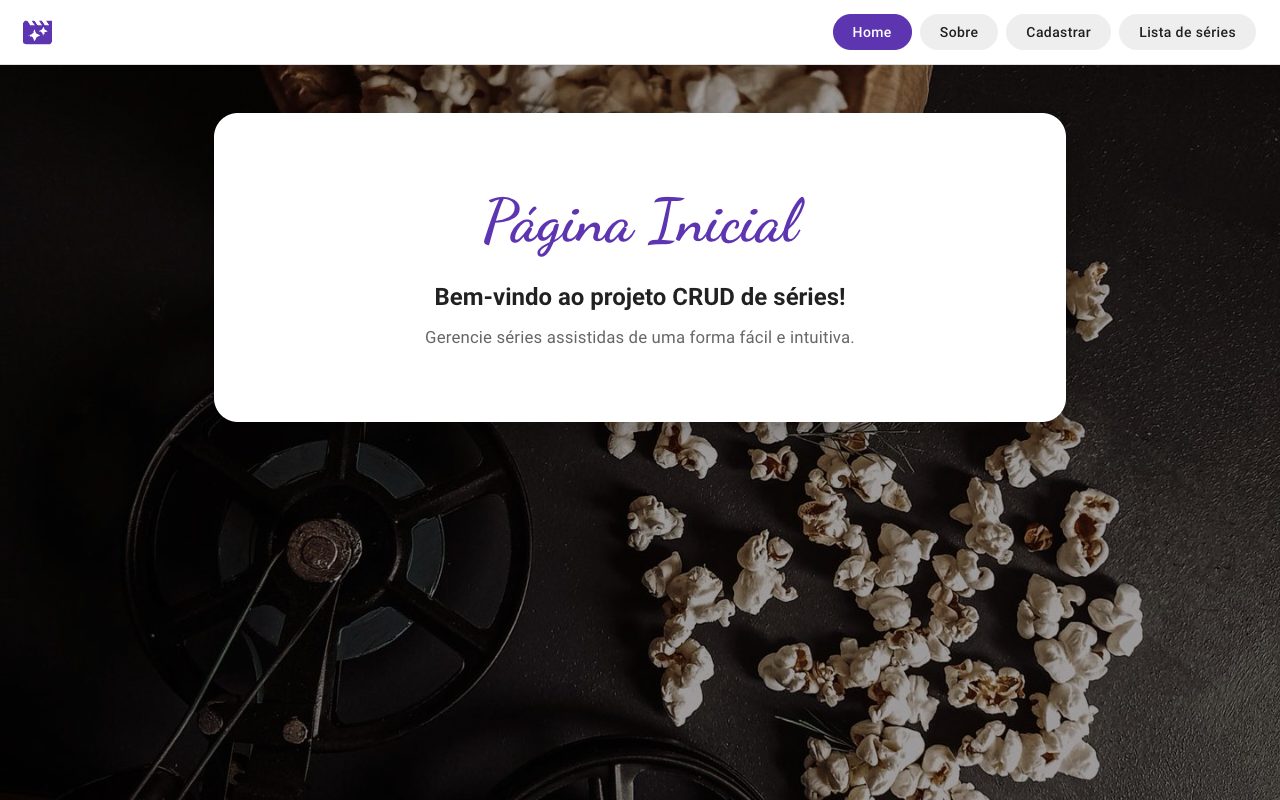 Home
Sobre
Cadastrar
Lista de séries
Página Inicial
Bem-vindo ao projeto CRUD de séries!
Gerencie séries assistidas de uma forma fácil e intuitiva.